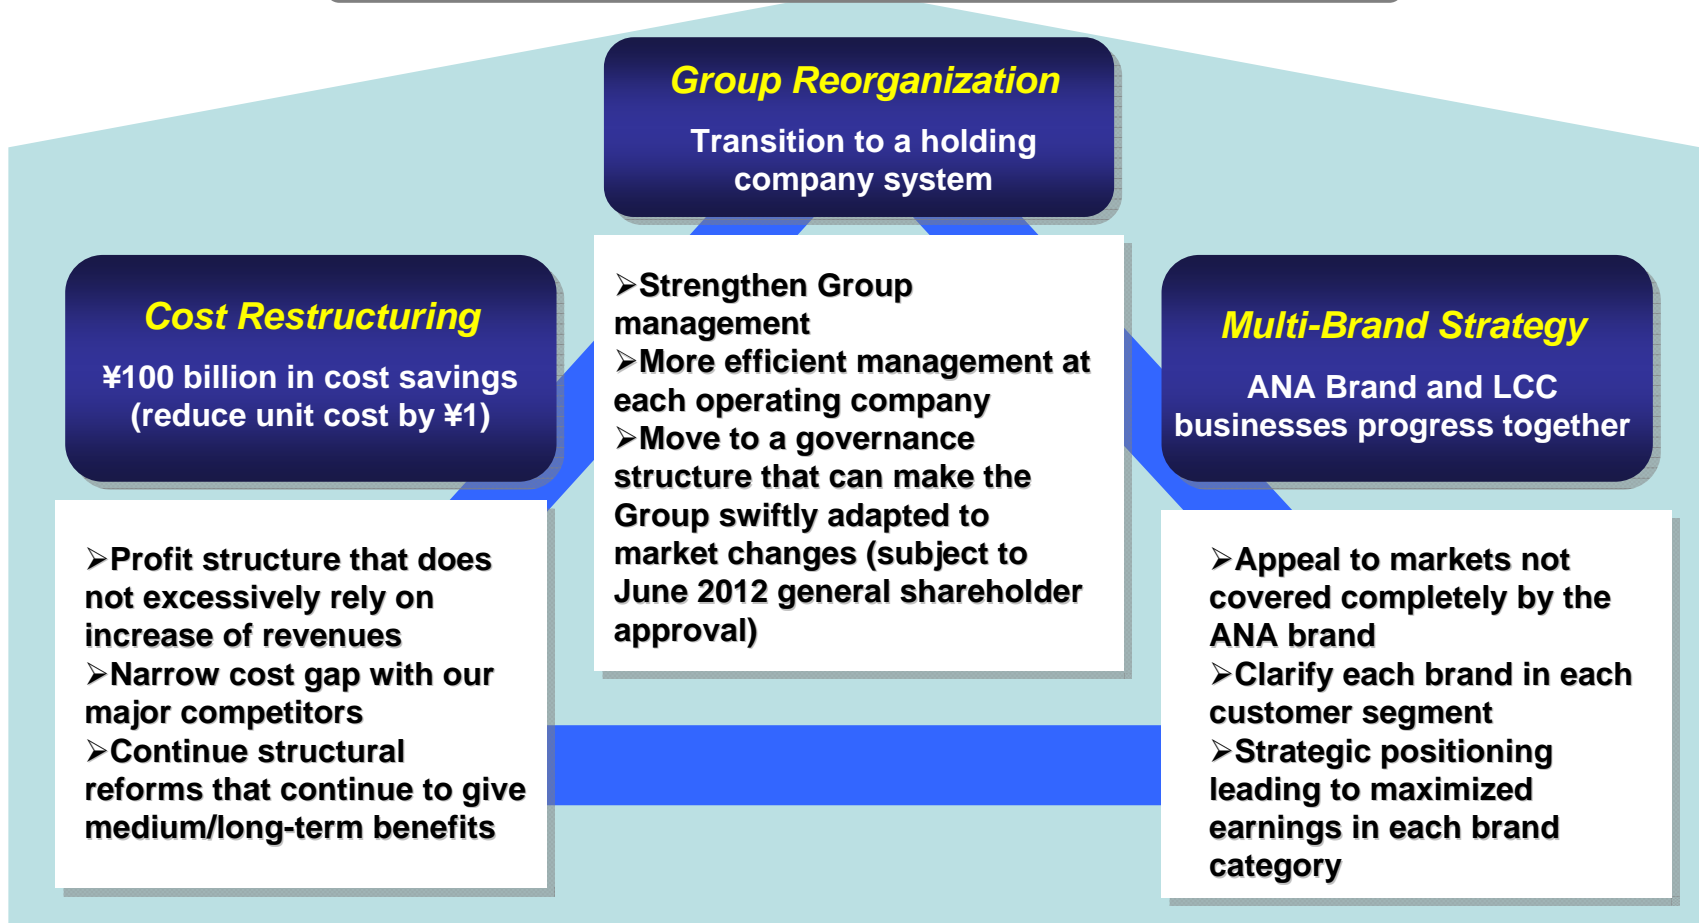 Group Reorganization
Transition to a holding
company system
➢Strengthen Group
management
➢More efficient management at
each operating company
➢Move to a governance
structure that can make the
Group swiftly adapted to
market changes (subject to
June 2012 general shareholder
approval)
Cost Restructuring
¥100 billion in cost savings
(reduce unit cost by ¥1)
➢Profit structure that does
not excessively rely on
increase of revenues
➢Narrow cost gap with our
major competitors
➢Continue structural
reforms that continue to give
medium/long-term benefits
Multi-Brand Strategy
ANA Brand and LCC
businesses progress together
➢Appeal to markets not
covered completely by the
ANA brand
➢Clarify each brand in each
customer segment
➢Strategic positioning
leading to maximized
earnings in each brand
category